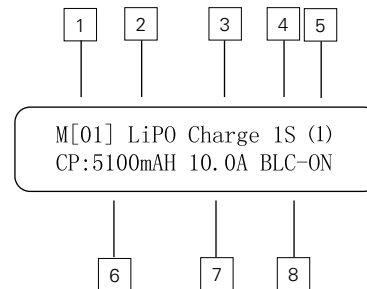 1 2 3 4 5
M[01] LiPO Charge 1S (1)
CP:5100mAH 10.0A BLC-ON
6 7 8